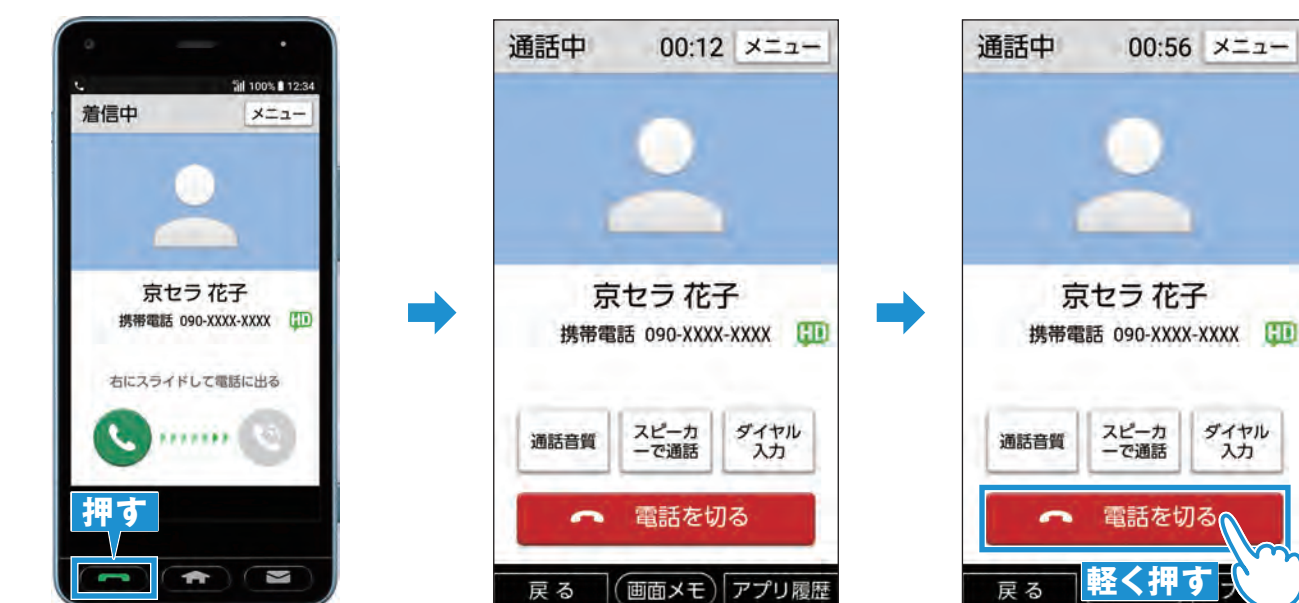 100% 12:34
着信中 メニュー
京セラ 花子
携帯電話 090-XXXX-XXXX HD
右にスライドして電話に出る
押す
通話中 00:12 メニュー
京セラ 花子
携帯電話 090-XXXX-XXXX HD
通話音質
スピーカ
ーで通話
ダイヤル
入力
電話を切る
戻る 画面メモ アプリ履歴
通話中 00:56 メニュー
京セラ 花子
携帯電話 090-XXXX-XXXX HD
通話音質
スピーカ
ーで通話
ダイヤル
入力
電話を切る
軽く押す
戻る